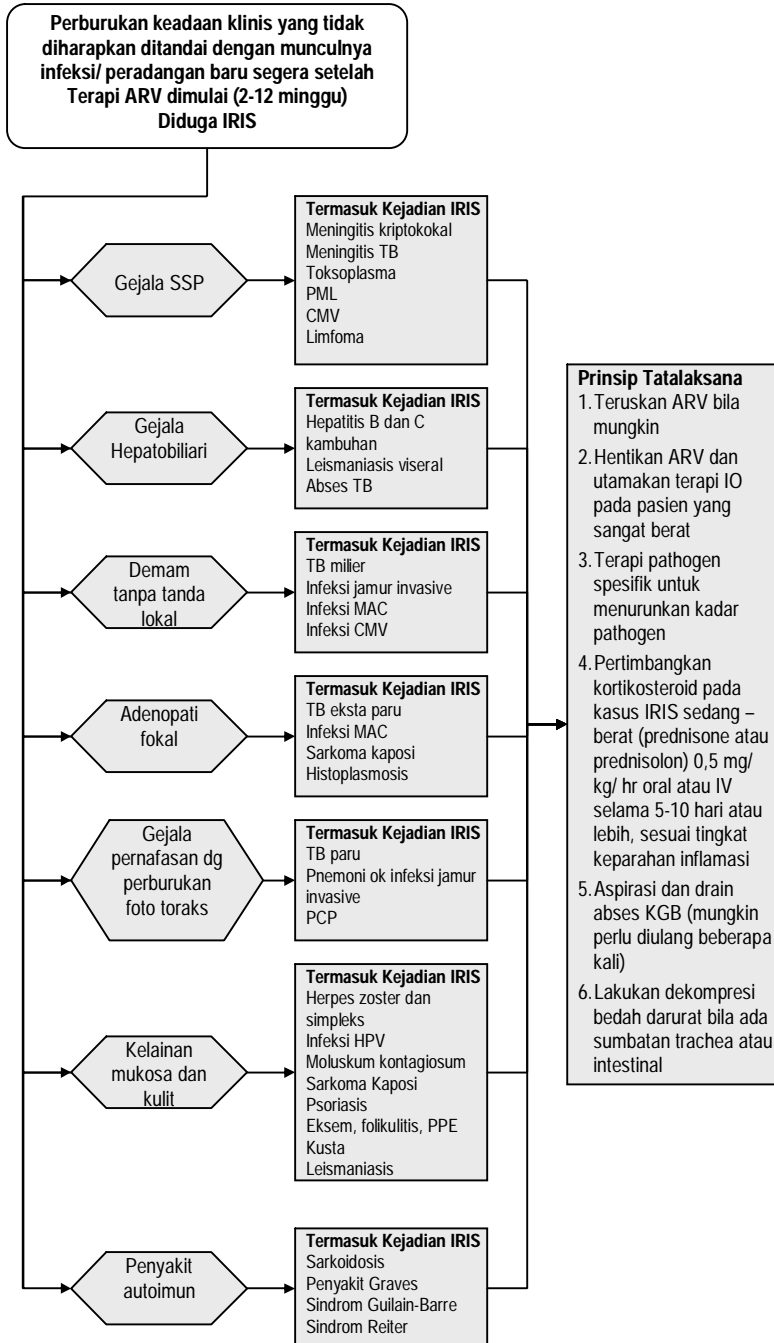 Perburukan keadaan klinis yang tidak
diharapkan ditandai dengan munculnya
infeksi/ peradangan baru segera setelah
Terapi ARV dimulai (2-12 minggu)
Diduga IRIS
Gejala SSP
Termasuk Kejadian IRIS
Meningitis kriptokokal
Meningitis TB
Toksoplasma
PML
CMV
Limfoma
Gejala
Hepatobiliari
Termasuk Kejadian IRIS
Hepatitis B dan C
kambuhan
Leismaniasis viseral
Abses TB
Demam
tanpa tanda
lokal
Termasuk Kejadian IRIS
TB milier
Infeksi jamur invasive
Infeksi MAC
Infeksi CMV
Adenopati
fokal
Termasuk Kejadian IRIS
TB eksta paru
Infeksi MAC
Sarkoma kaposi
Histoplasmosis
Gejala
pernafasan dg
perburukan
foto toraks
Termasuk Kejadian IRIS
TB paru
Pnemoni ok infeksi jamur
invasive
PCP
Kelainan
mukosa dan
kulit
Termasuk Kejadian IRIS
Herpes zoster dan
simpleks
Infeksi HPV
Moluskum kontagiosum
Sarkoma Kaposi
Psoriasis
Eksem, folikulitis, PPE
Kusta
Leismaniasis
Penyakit
autoimun
Termasuk Kejadian IRIS
Sarkoidosis
Penyakit Graves
Sindrom Guilain-Barre
Sindrom Reiter
Prinsip Tatalaksana
1. Teruskan ARV bila
mungkin
2. Hentikan ARV dan
utamakan terapi IO
pada pasien yang
sangat berat
3. Terapi pathogen
spesifik untuk
menurunkan kadar
pathogen
4. Pertimbangkan
kortikosteroid pada
kasus IRIS sedang –
berat (prednisone atau
prednisolon) 0,5 mg/
kg/ hr oral atau IV
selama 5-10 hari atau
lebih, sesuai tingkat
keparahan inflamasi
5. Aspirasi dan drain
abses KGB (mungkin
perlu diulang beberapa
kali)
6. Lakukan dekompresi
bedah darurat bila ada
sumbatan trachea atau
intestinal